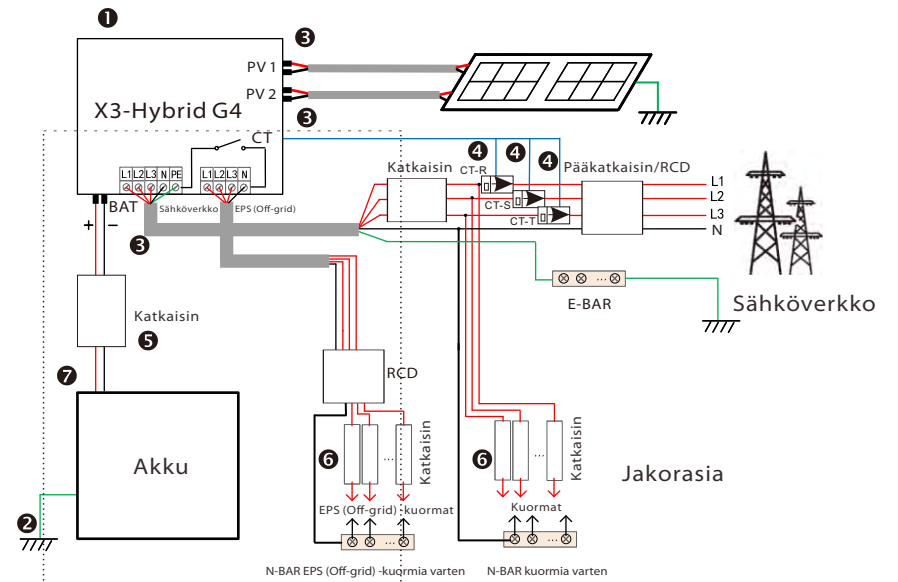 ❶
❸
PV 1
PV 2
X3-Hybrid G4
❸
CT
❹
❹
❹
Katkaisin
Pääkatkaisin/RCD
CT-R
CT-S
CT-T
L1
L2
L3
N
L1 L2 L3 N PE
L1 L2 L3 N
BAT
Sähköverkko
EPS (Off-grid)
+
−
❸
E-BAR
Sähköverkko
Katkaisin
❺
RCD
❼
Akku
❷
❻
...
Katkaisin
EPS (Off-grid) -kuormat
...
N-BAR EPS (Off-grid) -kuormia varten
❻
...
Katkaisin
Kuormat
...
N-BAR kuormia varten
Jakorasia
...